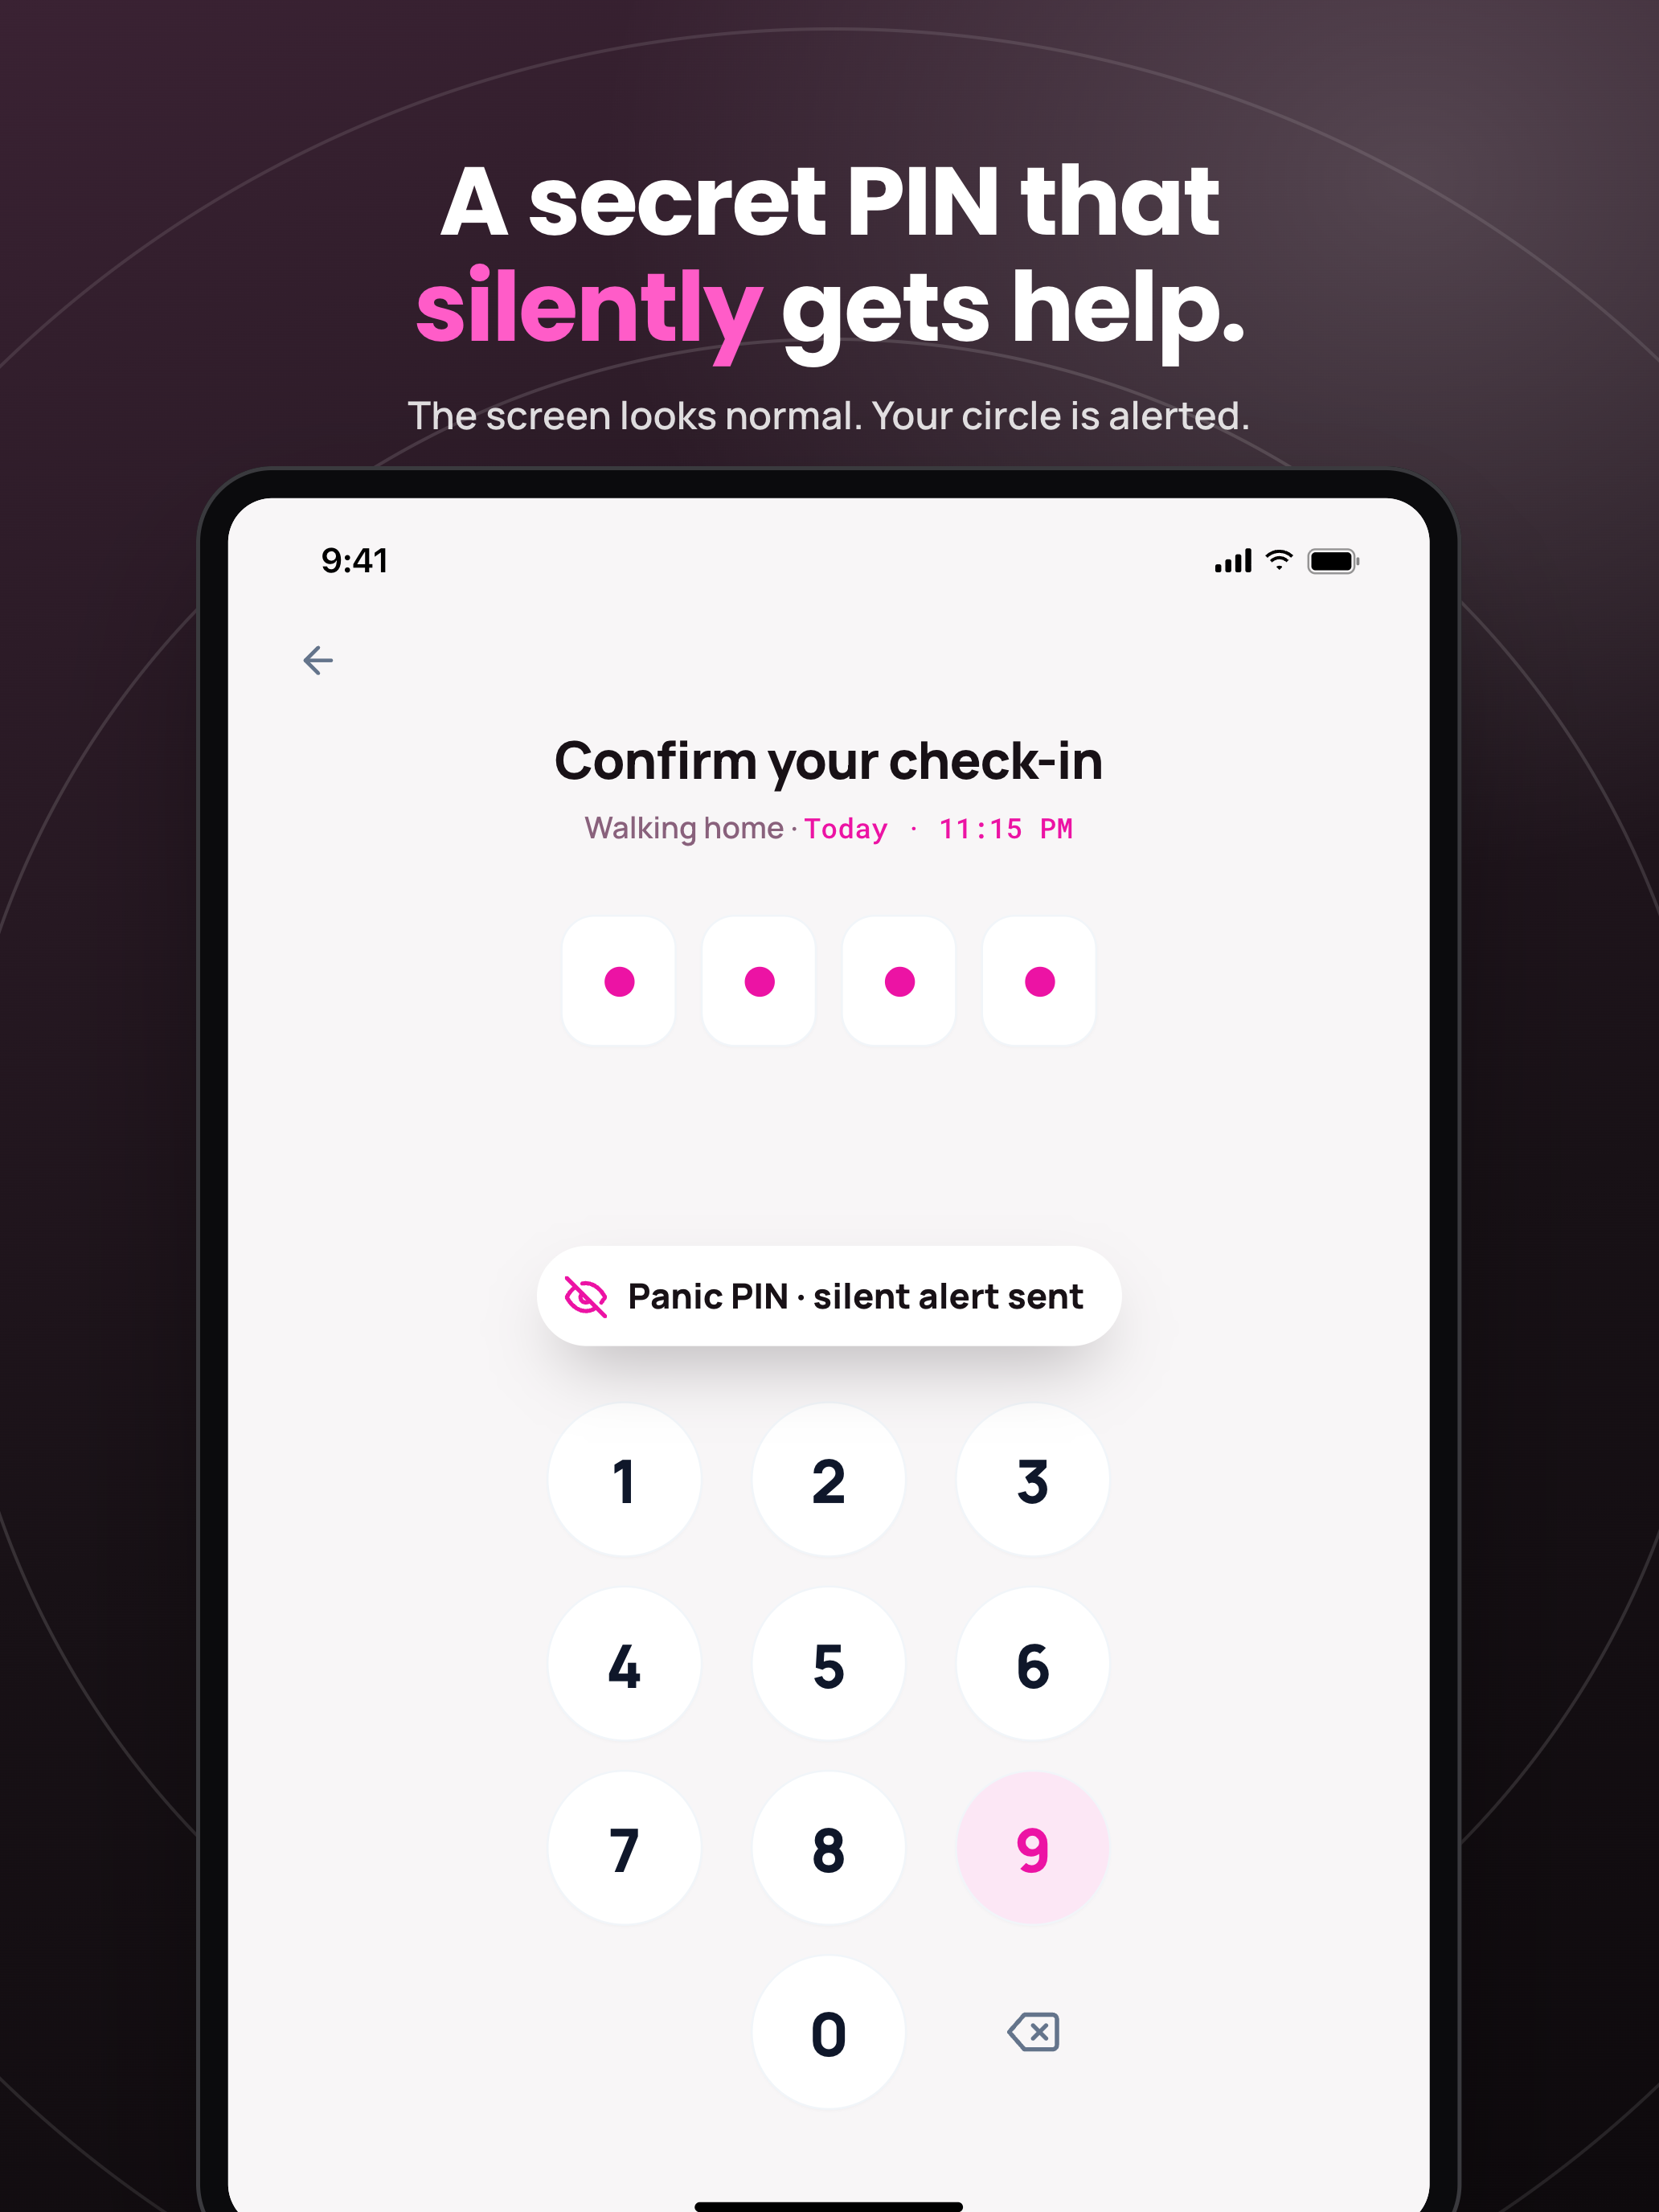 A secret PIN that
silently gets help.
The screen looks normal. Your circle is alerted.
9:41
Confirm your check-in
Walking home · Today · 11:15 PM
Panic PIN · silent alert sent
1 2 3
4 5 6
7 8 9
0